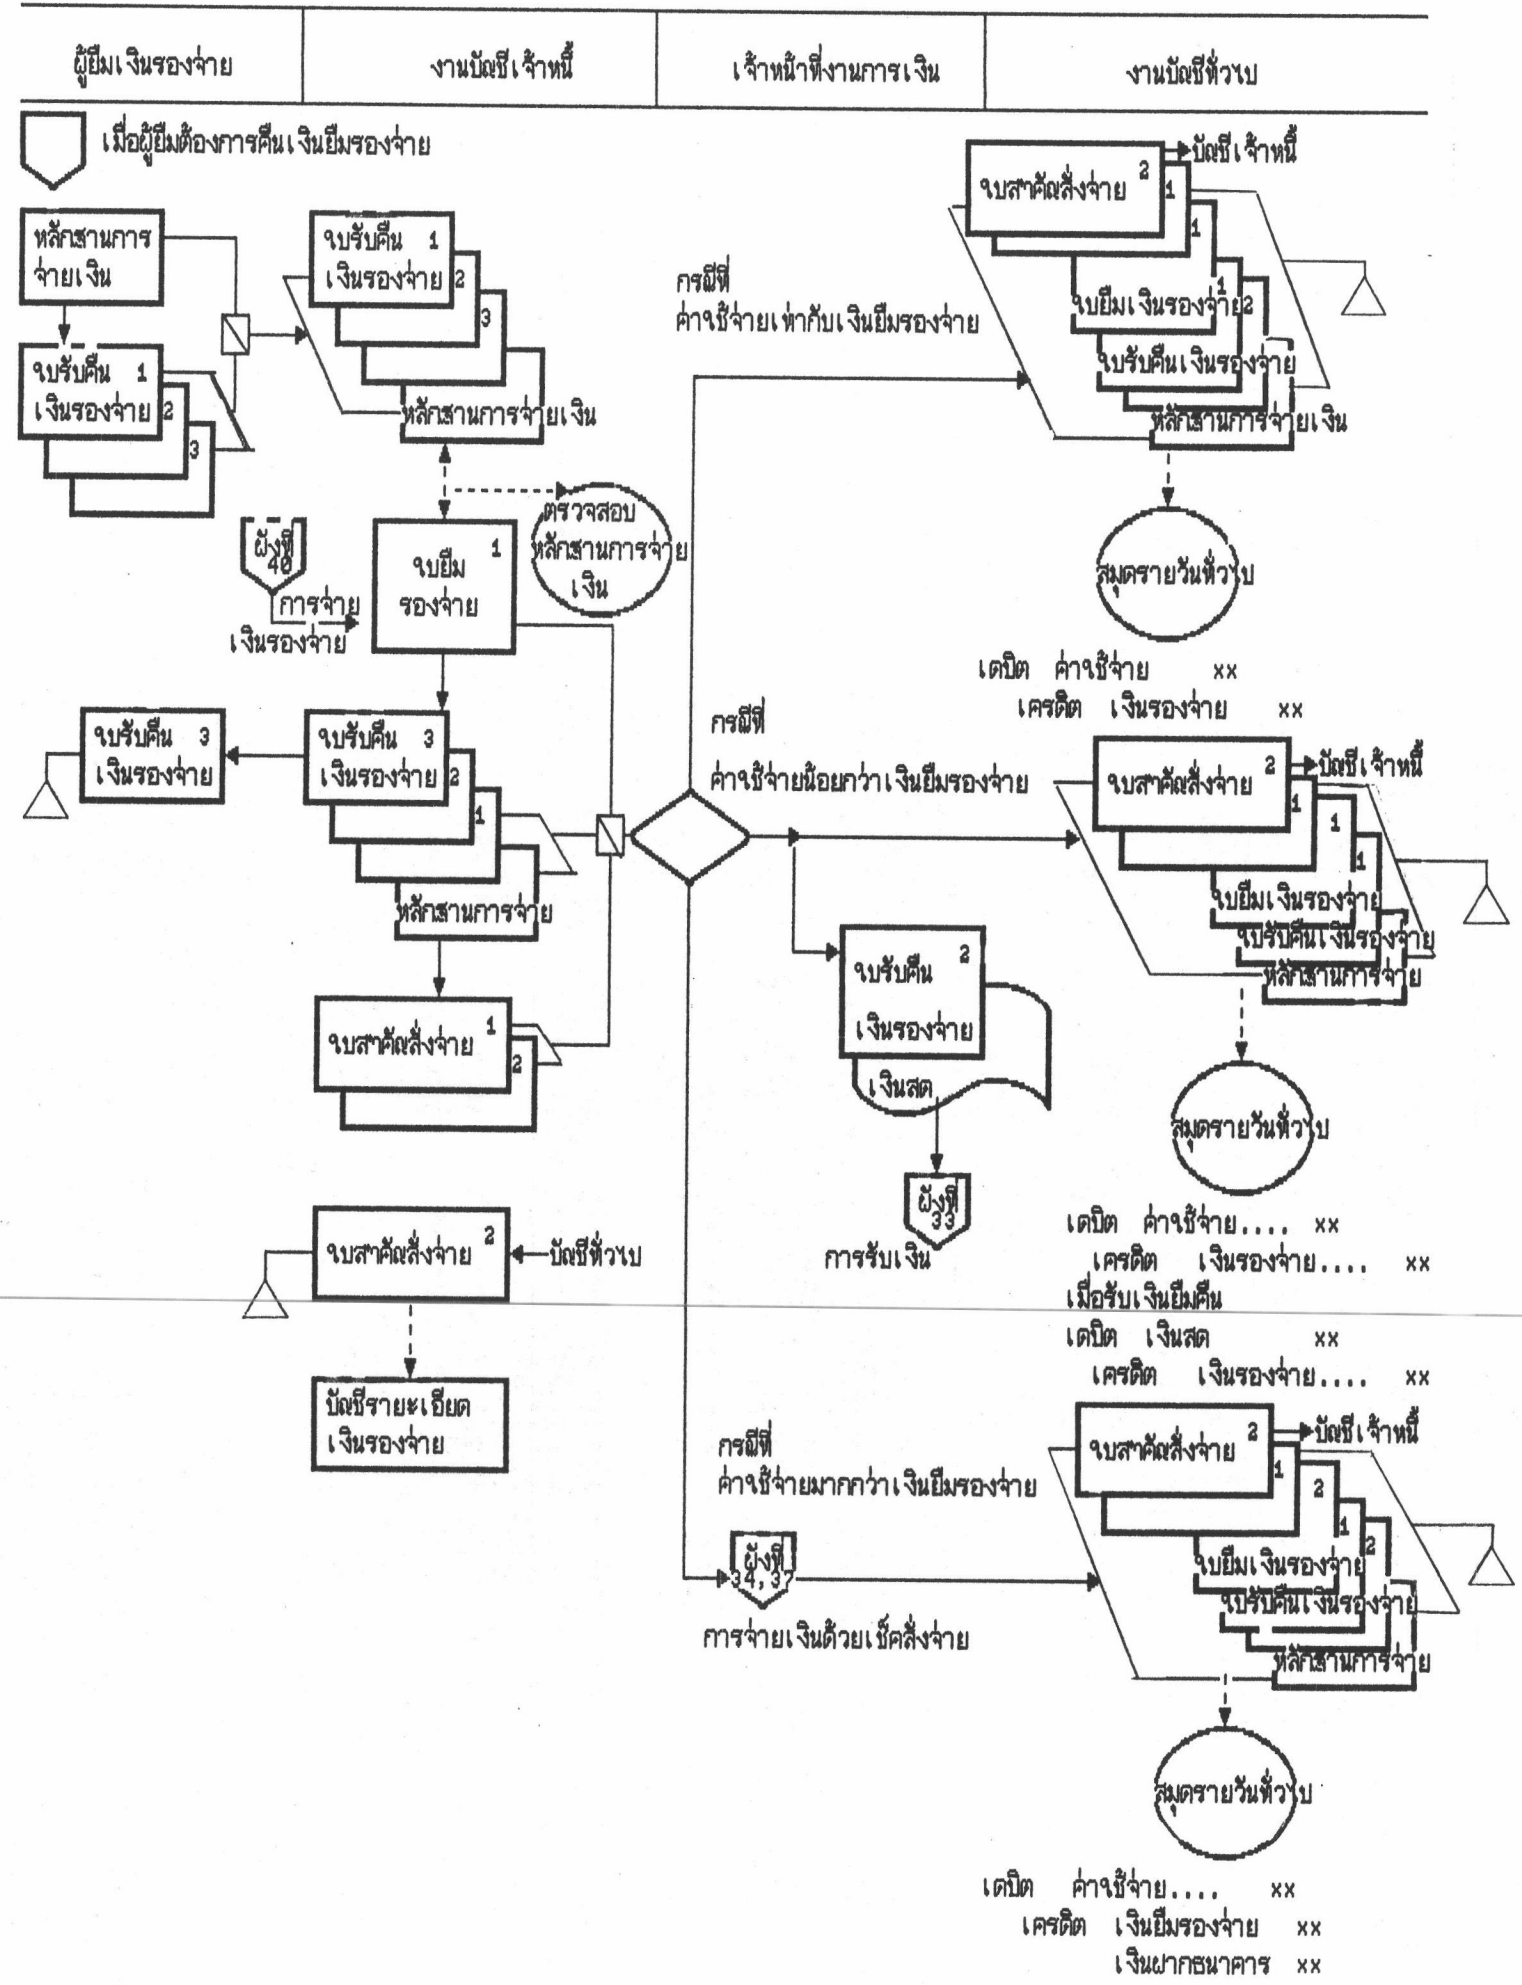 ผู้ยืมเงินรองจ่าย
งานบัญชีเจ้าหนี้
เจ้าหน้าที่งานการเงิน
งานบัญชีทั่วไป
เมื่อผู้ยืมต้องการคืนเงินยืมรองจ่าย
หลักฐานการ
จ่ายเงิน
ใบรับคืน 1
เงินรองจ่าย 2
3
ใบรับคืน 1
เงินรองจ่าย 2
3
หลักฐานการจ่ายเงิน
ตรวจสอบ
หลักฐานการจ่าย
เงิน
ผังที่
40
การจ่าย
เงินรองจ่าย
1
ใบยืม
รองจ่าย
ใบรับคืน 3
เงินรองจ่าย
ใบรับคืน 3
เงินรองจ่าย 2
1
หลักฐานการจ่าย
ใบสำคัญสั่งจ่าย 1
2
ใบสำคัญสั่งจ่าย 2
บัญชีทั่วไป
บัญชีรายะเอียด
เงินรองจ่าย
กรณีที่
ค่าใช้จ่ายเท่ากับเงินยืมรองจ่าย
ใบสำคัญสั่งจ่าย 2
บัญชีเจ้าหนี้
1
1
1
ใบยืมเงินรองจ่าย 2
ใบรับคืนเงินรองจ่าย
หลักฐานการจ่ายเงิน
สมุดรายวันทั่วไป
เดบิต ค่าใช้จ่าย xx
เครดิต เงินรองจ่าย xx
กรณีที่
ค่าใช้จ่ายน้อยกว่าเงินยืมรองจ่าย
ใบสำคัญสั่งจ่าย 2
บัญชีเจ้าหนี้
1
1
1
ใบยืมเงินรองจ่าย
ใบรับคืนเงินรองจ่าย
หลักฐานการจ่าย
ใบรับคืน 2
เงินรองจ่าย
เงินสด
ผังที่
33
การรับเงิน
สมุดรายวันทั่วไป
เดบิต ค่าใช้จ่าย.... xx
เครดิต เงินรองจ่าย.... xx
เมื่อรับเงินยืมคืน
เดบิต เงินสด xx
เครดิต เงินรองจ่าย.... xx
กรณีที่
ค่าใช้จ่ายมากกว่าเงินยืมรองจ่าย
ผังที่
34,37
การจ่ายเงินด้วยเช็คสั่งจ่าย
ใบสำคัญสั่งจ่าย 2
บัญชีเจ้าหนี้
1
2
1
2
ใบยืมเงินรองจ่าย
ใบรับคืนเงินรองจ่าย
หลักฐานการจ่าย
สมุดรายวันทั่วไป
เดบิต ค่าใช้จ่าย.... xx
เครดิต เงินยืมรองจ่าย xx
เงินฝากธนาคาร xx